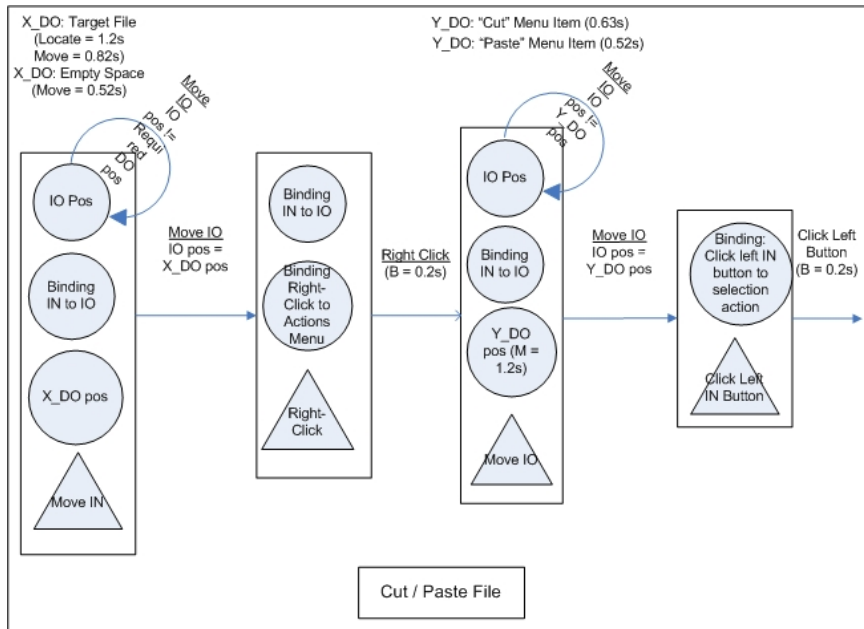 X_DO: Target File
(Locate = 1.2s
Move = 0.82s)
X_DO: Empty Space
(Move = 0.52s)
Move
IO
IO
pos !=
Requi
red
DO
pos
IO Pos
Binding
IN to IO
X_DO pos
Move IN
Move IO
IO pos =
X_DO pos
Binding
IN to IO
Binding
Right-
Click to
Actions
Menu
Right-
Click
Right Click
(B = 0.2s)
Y_DO: “Cut” Menu Item (0.63s)
Y_DO: “Paste” Menu Item (0.52s)
Move
IO
IO
pos !=
Y_DO
pos
IO Pos
Binding
IN to IO
Y_DO
pos (M =
1.2s)
Move IO
Move IO
IO pos =
Y_DO pos
Binding:
Click left IN
button to
selection
action
Click Left
IN Button
Click Left
Button
(B = 0.2s)
Cut / Paste File